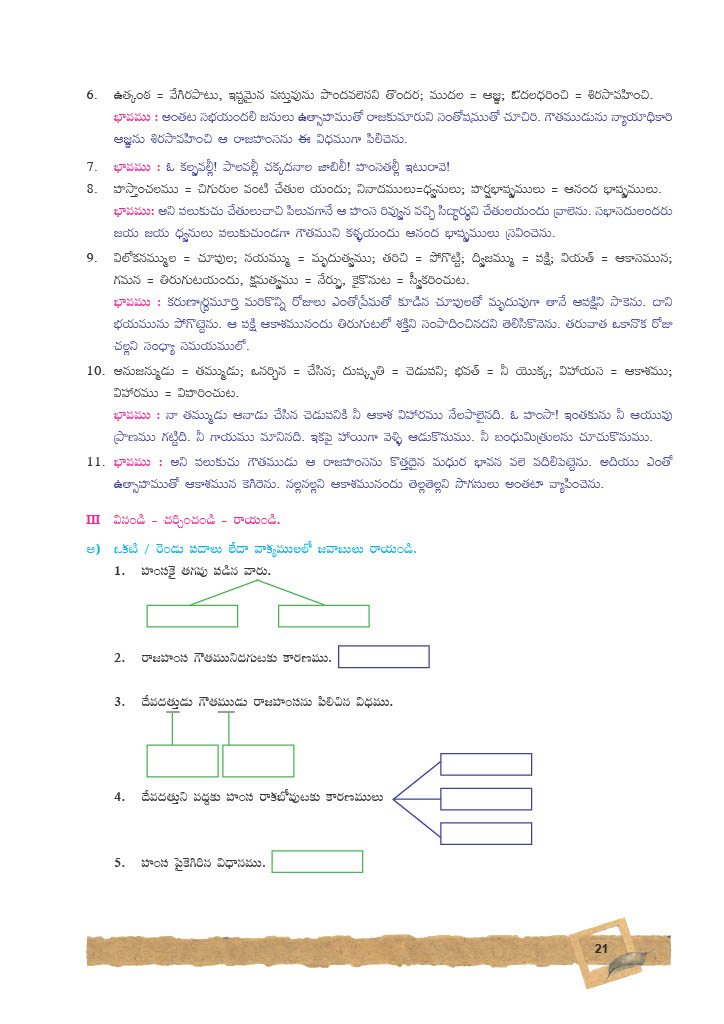 6. ఉత్కంఠ = వేగిరపాటు, ఇష్టమైన వస్తువును పొందవలెనని తొందర; ముదల = ఆజ్ఞ; ఔదలధరించి = శిరసావహించి.
భావము : అంతట సభయందలి జనులు ఉత్సాహముతో రాజకుమారుని సంతోషముతో చూచిరి. గౌతముడును న్యాయాధికారి
ఆజ్ఞను శిరసావహించి ఆ రాజహంసను ఈ విధముగా పిలిచెను.
7. భావము : ఓ కల్పవల్లీ! పాలవల్లీ చక్కదనాల జాబిలీ! హంసతల్లీ ఇటురావె!
8. హస్తాంచలము = చిగురుల వంటి చేతుల యందు; నినాదములు=ధ్వనులు; హర్షభాష్పములు = ఆనంద భాష్పములు.
భావము: అని పలుకుచు చేతులుచాచి పిలువగానే ఆ హంస రివ్వున వచ్చి సిద్ధార్థుని చేతులయందు వ్రాలెను. సభాసదులందరు
జయ జయ ధ్వనులు పలుకుచుండగా గౌతముని కళ్ళయందు ఆనంద భాష్పములు స్రవించెను.
9. విలోకనమ్ముల = చూపుల; నయమ్ము = మృదుత్వము; తరిచి = పోగొట్టి; ద్విజమ్ము = పక్షి; వియత్ = ఆకాసమున;
గమన = తిరుగుటయందు, క్షమత్వము = నేర్పు, కైకొనుట = స్వీకరించుట.
భావము : కరుణార్ద్రమూర్తి మరికొన్ని రోజులు ఎంతోప్రేమతో కూడిన చూపులతో మృదువుగా తానే ఆపక్షిని సాకెను. దాని
భయమును పోగొట్టెను. ఆ పక్షి ఆకాశమునందు తిరుగుటలో శక్తిని సంపాదించినదని తెలిసికొనెను. తరువాత ఒకానొక రోజు
చల్లని సంధ్యా సమయములో.
10. అనుజన్ముడు = తమ్ముడు; ఒనర్చిన = చేసిన; దుష్కృతి = చెడుపని; భవత్ = నీ యొక్క; విహాయస = ఆకాశము;
విహారము = విహరించుట.
భావము : నా తమ్ముడు ఆనాడు చేసిన చెడుపనికి నీ ఆకాశ విహారము నేలపాలైనది. ఓ హంసా! ఇంతకును నీ ఆయువు
ప్రాణము గట్టిది. నీ గాయము మానినది. ఇకపై హాయిగా వెళ్ళి ఆడుకొనుము. నీ బంధుమిత్రులను చూచుకొనుము.
11. భావము : అని పలుకుచు గౌతముడు ఆ రాజహంసను కొత్తదైన మధుర భావన వలె వదిలిపెట్టెను. అదియు ఎంతో
ఉత్సాహముతో ఆకాశమున కెగిరెను. నల్లనల్లని ఆకాశమునందు తెల్లతెల్లని సొగసులు అంతటా వ్యాపించెను.
III వినండి - చర్చించండి - రాయండి.
అ) ఒకటి / రెండు పదాలు లేదా వాక్యములలో జవాబులు రాయండి.
1. హంసకై తగవు పడిన వారు.
2. రాజహంస గౌతమునిదగుటకు కారణము.
3. దేవదత్తుడు గౌతముడు రాజహంసను పిలిచిన విధము.
4. దేవదత్తుని వద్దకు హంస రాకబోవుటకు కారణములు
5. హంస పైకెగిరిన విధానము.
21